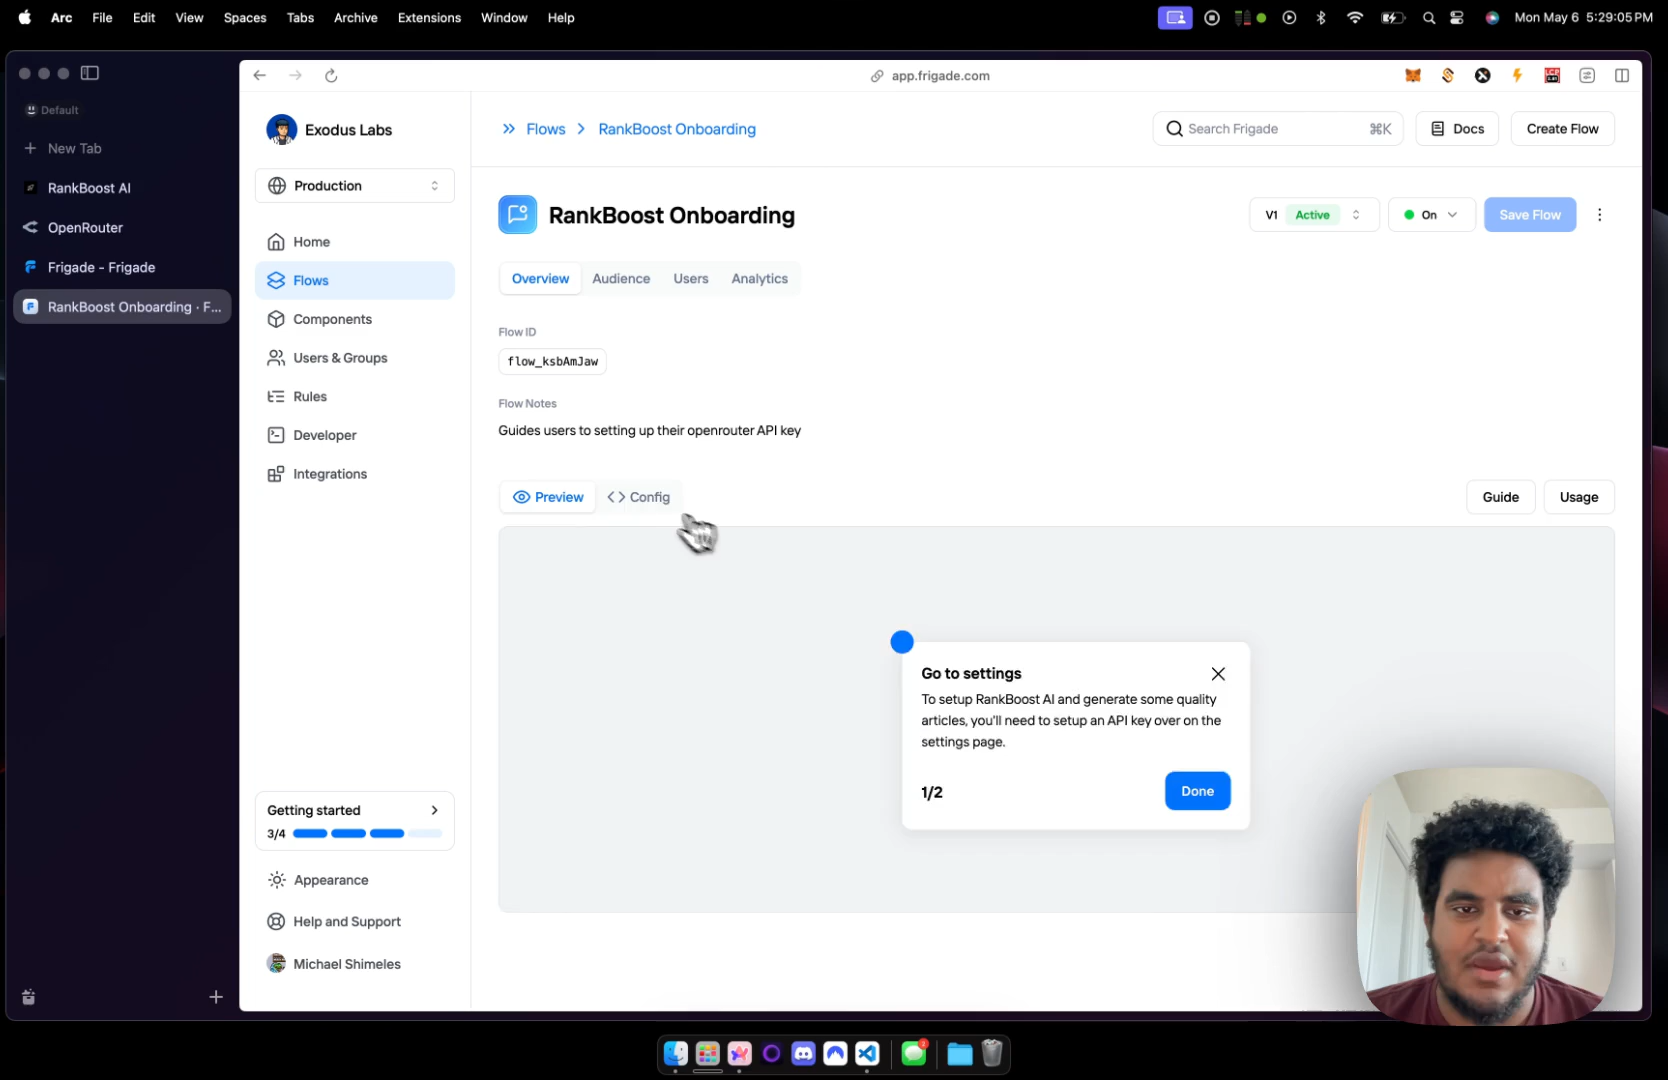 Arc File Edit View Spaces Tabs Archive Extensions Window Help
Mon May 6 5:29:05 PM
Default
New Tab
RankBoost AI
OpenRouter
Frigade - Frigade
RankBoost Onboarding · F...
app.frigade.com
Exodus Labs
Production
Home
Flows
Components
Users & Groups
Rules
Developer
Integrations
Getting started
3/4
Appearance
Help and Support
Michael Shimeles
Flows
RankBoost Onboarding
Search Frigade
⌘K
Docs
Create Flow
RankBoost Onboarding
V1 Active
On
Save Flow
Overview Audience Users Analytics
Flow ID
flow_ksbAmJaw
Flow Notes
Guides users to setting up their openrouter API key
Preview
<> Config
Guide
Usage
Go to settings
To setup RankBoost AI and generate some quality
articles, you'll need to setup an API key over on the
settings page.
1/2
Done